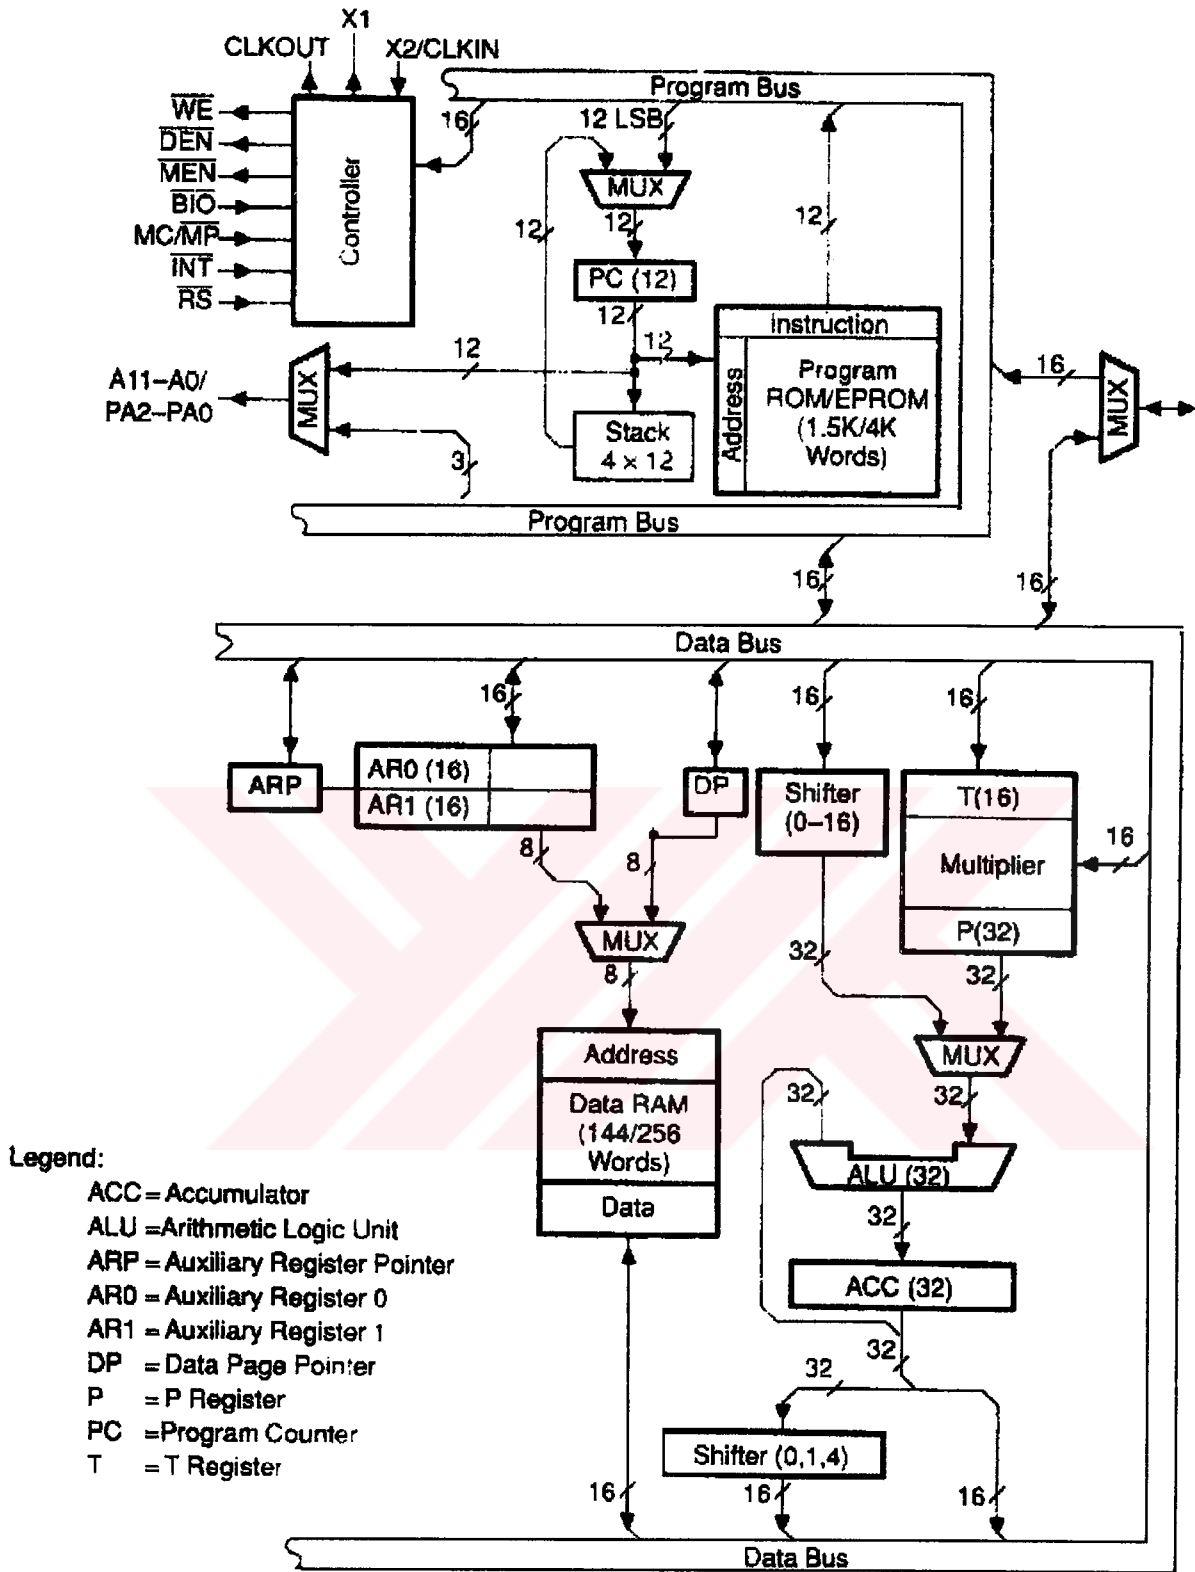 X1
CLKOUT
X2/CLKIN
Program Bus
WE
DEN
MEN
BIO
MC/MP
INT
RS
Controller
16
12 LSB
MUX
12
12
12
PC (12)
12
12
Instruction
Address
Program
ROM/EPROM
(1.5K/4K
Words)
A11–A0/
PA2–PA0
MUX
12
3
Stack
4 × 12
16
MUX
Program Bus
16
16
Data Bus
16
16
16
ARP
AR0 (16)
AR1 (16)
DP
Shifter
(0–16)
T(16)
Multiplier
P(32)
16
8
8
MUX
8
32
32
MUX
Address
Data RAM
(144/256
Words)
Data
32
32
ALU (32)
32
ACC (32)
32
32
Shifter (0,1,4)
16
16
16
Data Bus
Legend:
ACC = Accumulator
ALU =Arithmetic Logic Unit
ARP = Auxiliary Register Pointer
AR0 = Auxiliary Register 0
AR1 = Auxiliary Register 1
DP = Data Page Pointer
P = P Register
PC =Program Counter
T = T Register